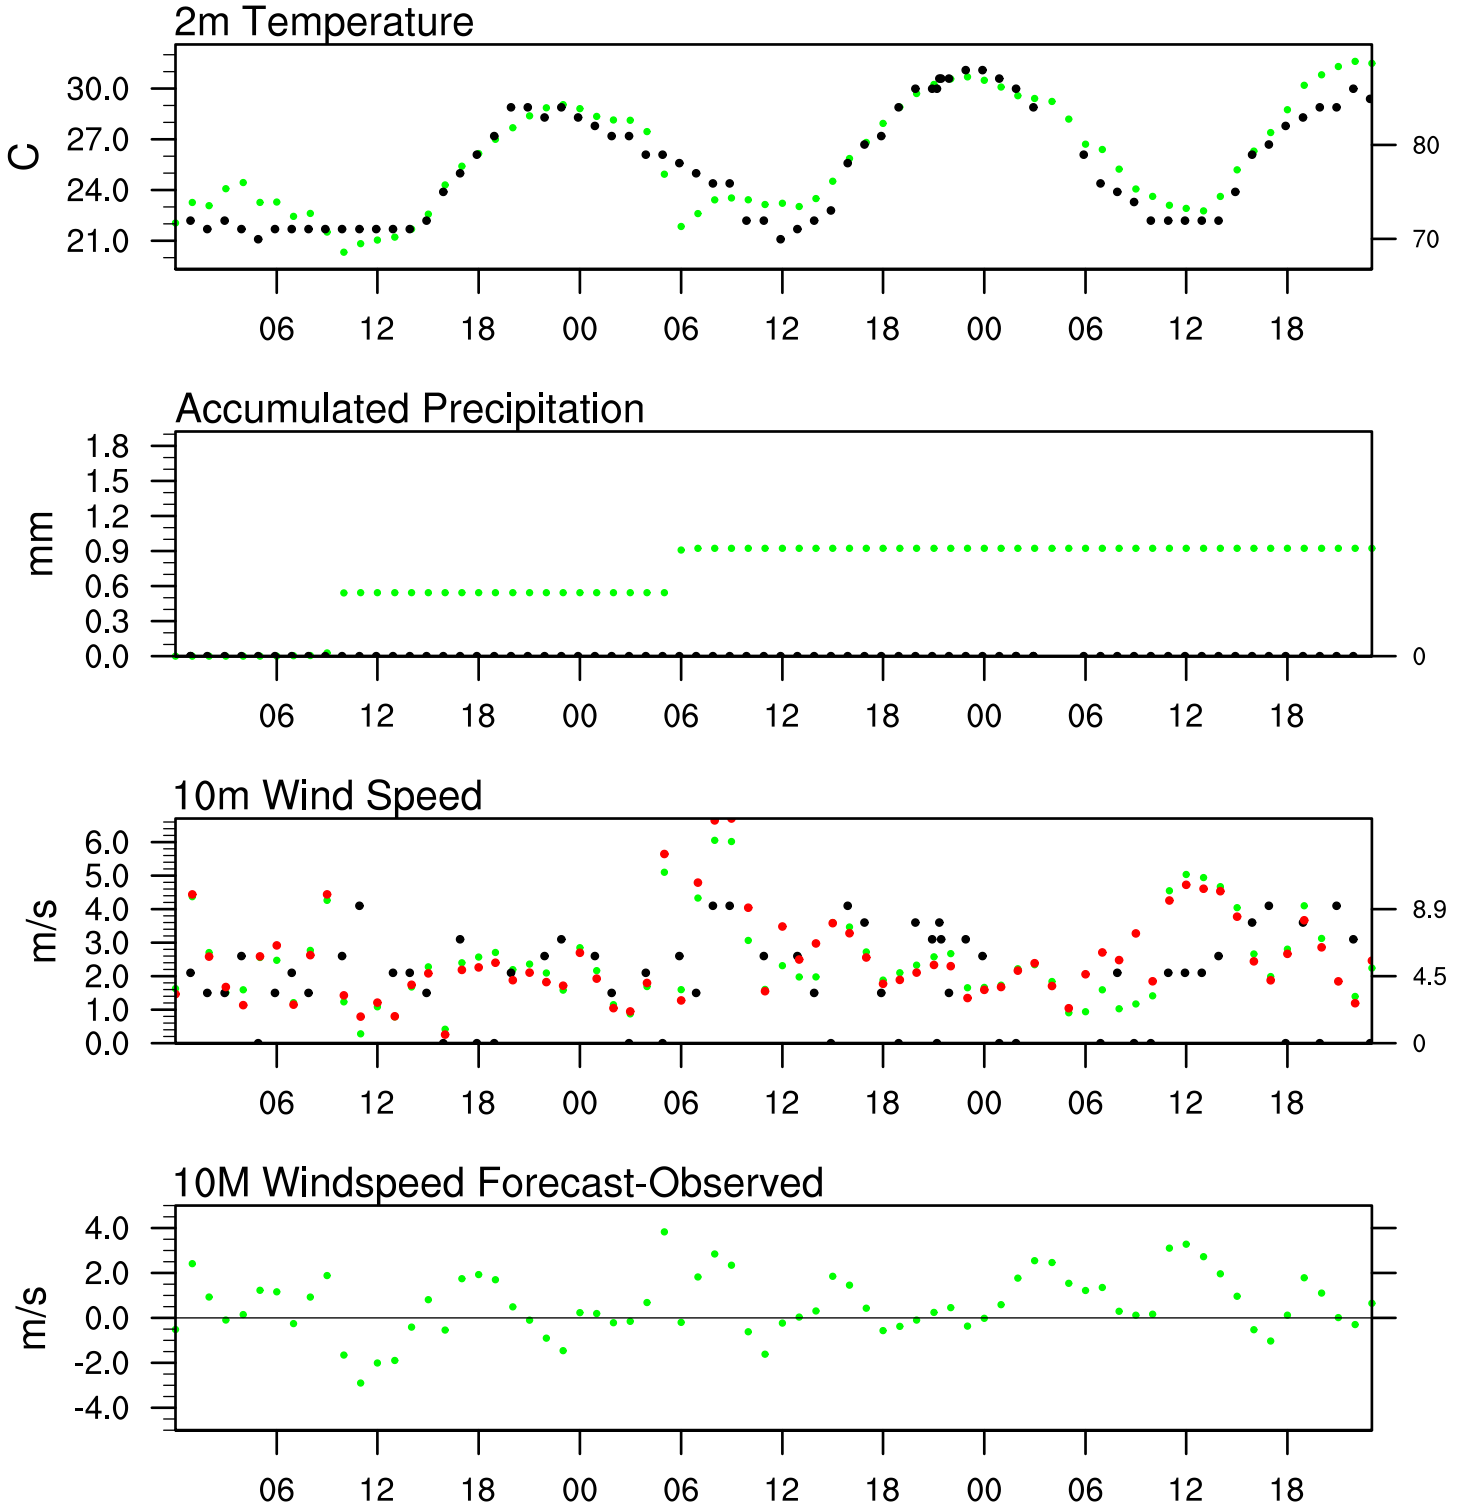 2m Temperature
30.0
27.0
24.0
21.0
C
80
70
06 12 18 00 06 12 18 00 06 12 18
Accumulated Precipitation
1.8
1.5
1.2
0.9
0.6
0.3
0.0
mm
0
06 12 18 00 06 12 18 00 06 12 18
10m Wind Speed
6.0
5.0
4.0
3.0
2.0
1.0
0.0
m/s
8.9
4.5
0
06 12 18 00 06 12 18 00 06 12 18
10M Windspeed Forecast-Observed
4.0
2.0
0.0
-2.0
-4.0
m/s
06 12 18 00 06 12 18 00 06 12 18